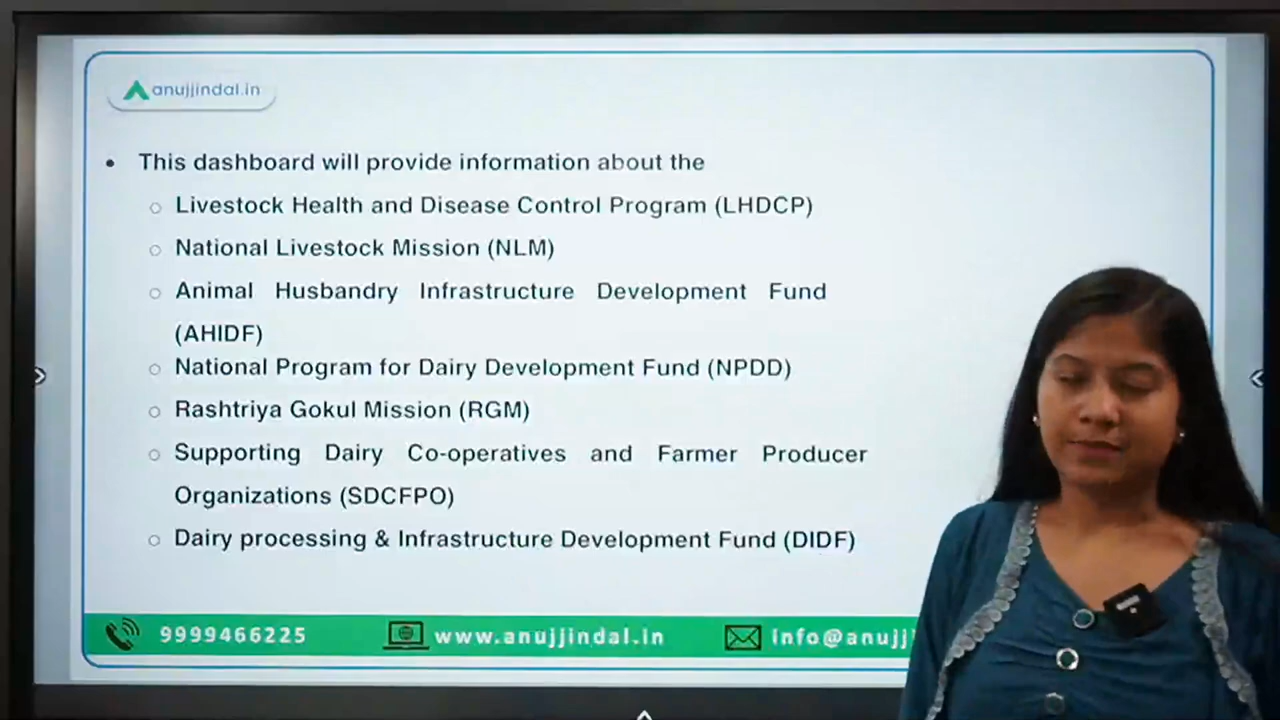 anujjindal.in
This dashboard will provide information about the
Livestock Health and Disease Control Program (LHDCP)
National Livestock Mission (NLM)
Animal Husbandry Infrastructure Development Fund
(AHIDF)
National Program for Dairy Development Fund (NPDD)
Rashtriya Gokul Mission (RGM)
Supporting Dairy Co-operatives and Farmer Producer
Organizations (SDCFPO)
Dairy processing & Infrastructure Development Fund (DIDF)
9999466225 www.anujjindal.in info@anujj